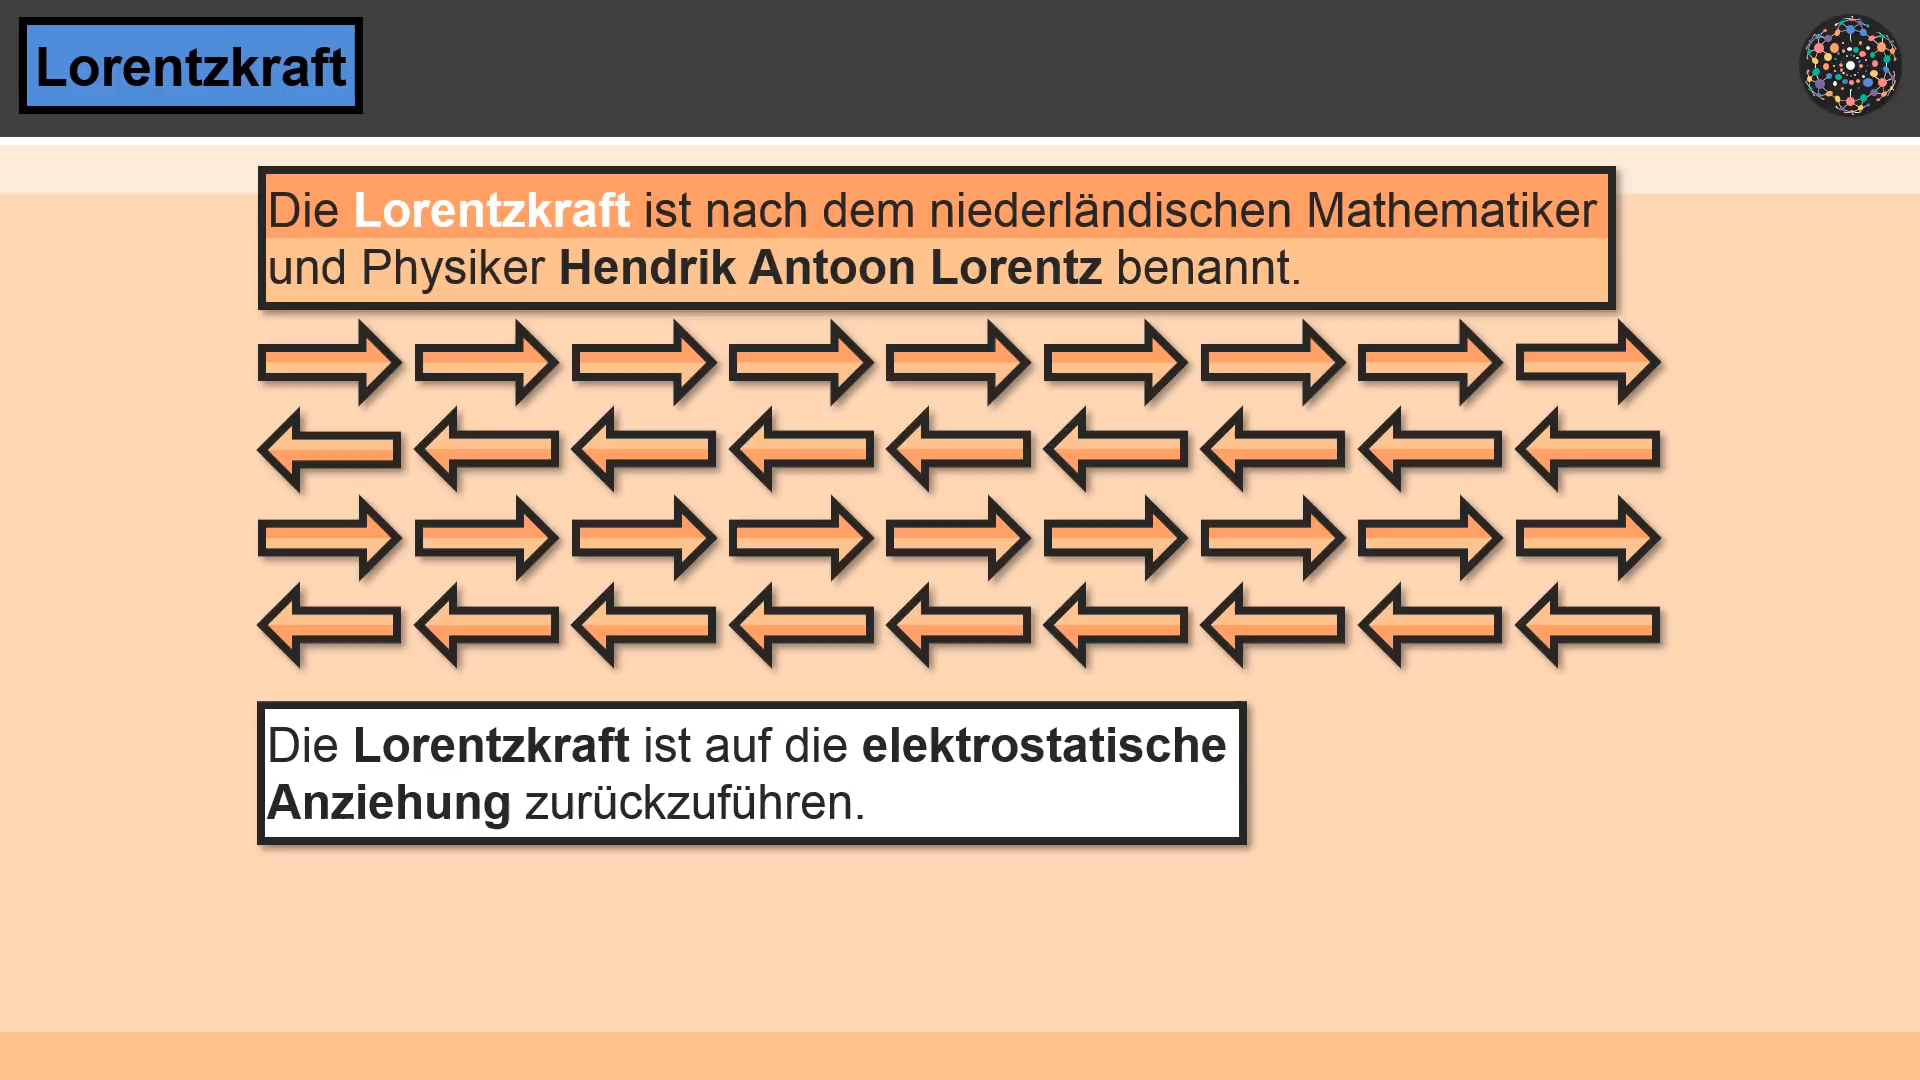 Lorentzkraft
Die Lorentzkraft ist nach dem niederländischen Mathematiker
und Physiker Hendrik Antoon Lorentz benannt.
Die Lorentzkraft ist auf die elektrostatische
Anziehung zurückzuführen.